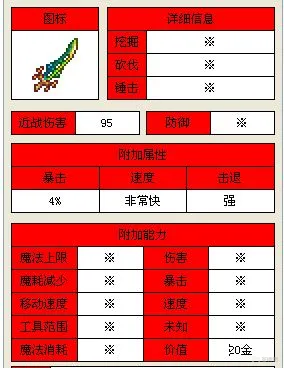 图标 详细信息
挖掘 ※
砍伐 ※
锤击 ※
近战伤害 95 防御 ※
附加属性
暴击 速度 击退
4% 非常快 强
附加能力
魔法上限 ※ 伤害 ※
魔耗减少 ※ 暴击 ※
移动速度 ※ 速度 ※
工具范围 ※ 未知 ※
魔法消耗 ※ 价值 20金